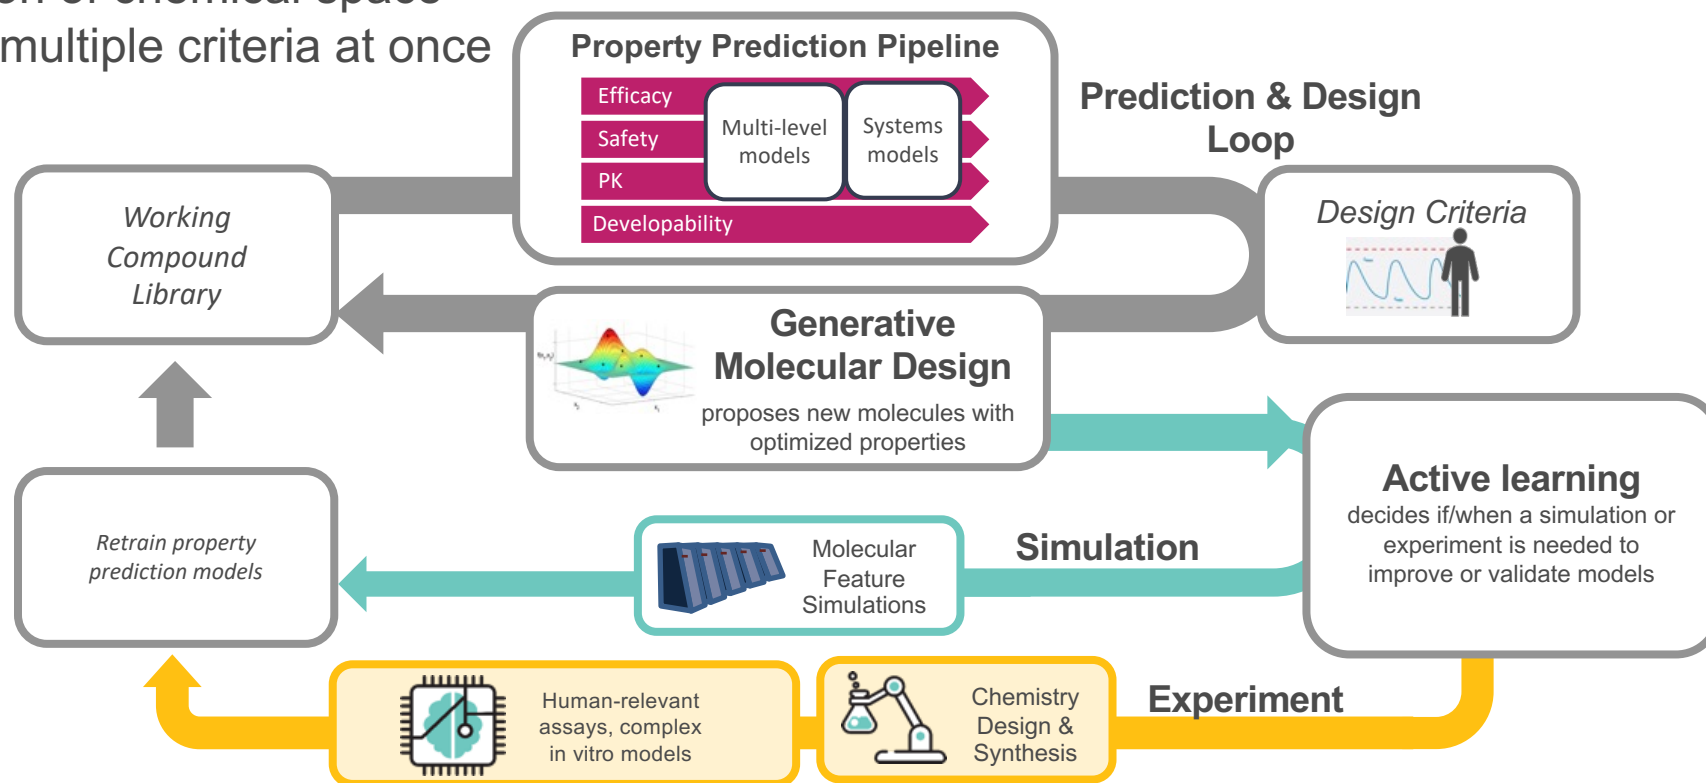 of chemical space
multiple criteria at once
Property Prediction Pipeline
Efficacy
Safety
PK
Developability
Multi-level
models
Systems
models
Prediction & Design
Loop
Working
Compound
Library
Design Criteria
Generative
Molecular Design
proposes new molecules with
optimized properties
Active learning
decides if/when a simulation or
experiment is needed to
improve or validate models
Retrain property
prediction models
Molecular
Feature
Simulations
Simulation
Human-relevant
assays, complex
in vitro models
Chemistry
Design &
Synthesis
Experiment